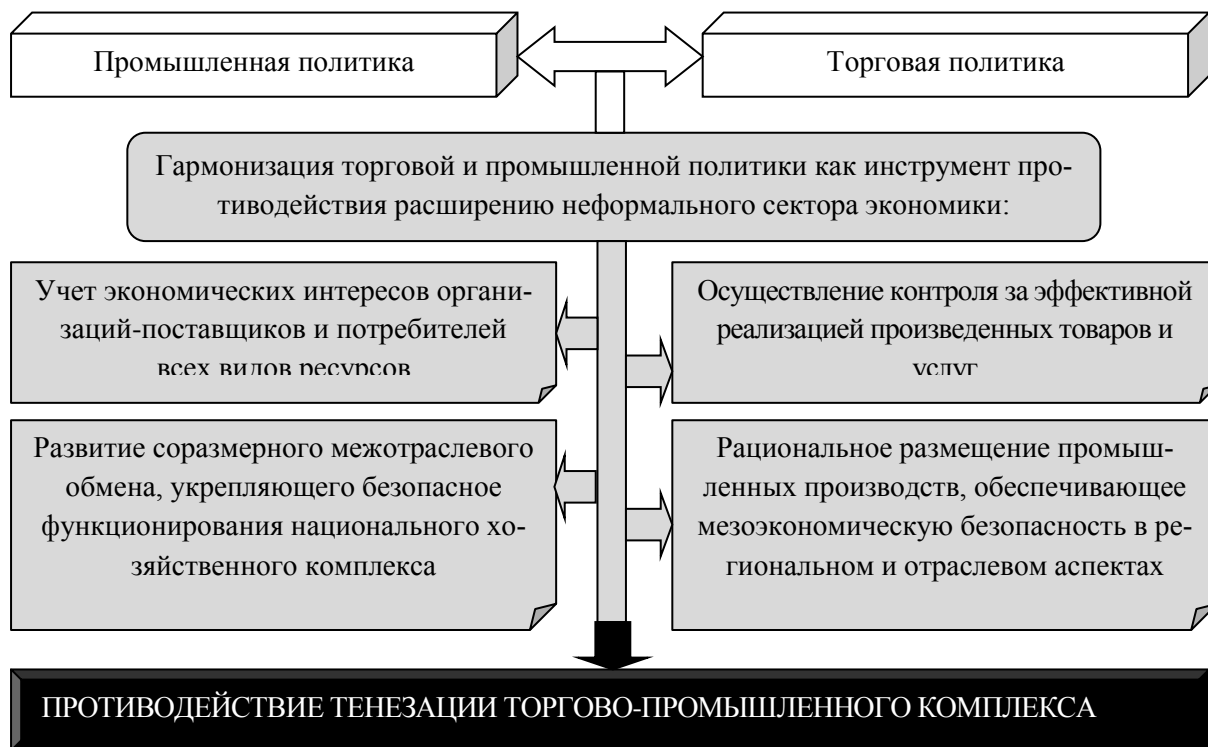 Промышленная политика
Торговая политика
Гармонизация торговой и промышленной политики как инструмент про-
тиводействия расширению неформального сектора экономики:
Учет экономических интересов органи-
заций-поставщиков и потребителей
всех видов ресурсов
Осуществление контроля за эффективной
реализацией произведенных товаров и
услуг
Развитие соразмерного межотраслевого
обмена, укрепляющего безопасное
функционирования национального хо-
зяйственного комплекса
Рациональное размещение промыш-
ленных производств, обеспечивающее
мезоэкономическую безопасность в ре-
гиональном и отраслевом аспектах
ПРОТИВОДЕЙСТВИЕ ТЕНЕЗАЦИИ ТОРГОВО-ПРОМЫШЛЕННОГО КОМПЛЕКСА